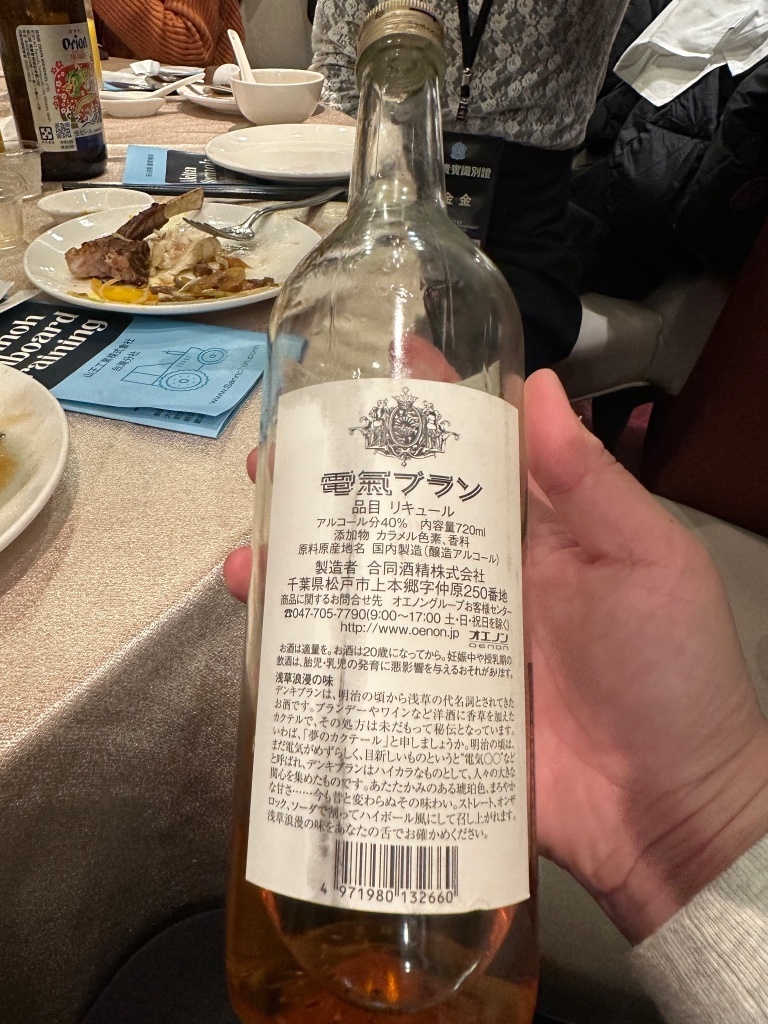 Orion
貴賓識別證
金 金
山王工業株式会社
台灣分社
電氣ブラン
品目 リキュール
アルコール分40% 内容量720ml
添加物 カラメル色素、香料
原料原産地名 国内製造(醸造アルコール)
製造者 合同酒精株式会社
千葉県松戸市上本郷字仲原250番地
商品に関するお問合せ先 オエノングループお客様センター
☎047-705-7790(9:00〜17:00 土・日・祝日を除く)
http://www.oenon.jp オエノン
OENON
お酒は適量を。お酒は20歳になってから。妊娠中や授乳期の
飲酒は、胎児・乳児の発育に悪影響を与えるおそれがあります。
浅草浪漫の味
デンキブランは、明治の頃から浅草の代名詞とされてきた
お酒です。ブランデーやワインなど洋酒に香草を加えた
カクテルで、その処方は未だもって秘伝となっています。
いわば、「夢のカクテール」と申しましょうか。明治の頃は、
まだ電気がめずらしく、目新しいものというと"電気○○"など
と呼ばれ、デンキブランはハイカラなものとして、人々の大きな
関心を集めたものです。あたたかみのある琥珀色、まろやか
な甘さ……今も昔と変わらぬその味わい。ストレート、オンザ
ロック、ソーダで割ってハイボール風にして召し上がれます。
浅草浪漫の味をあなたの舌でお確かめください。
4 971980 132660